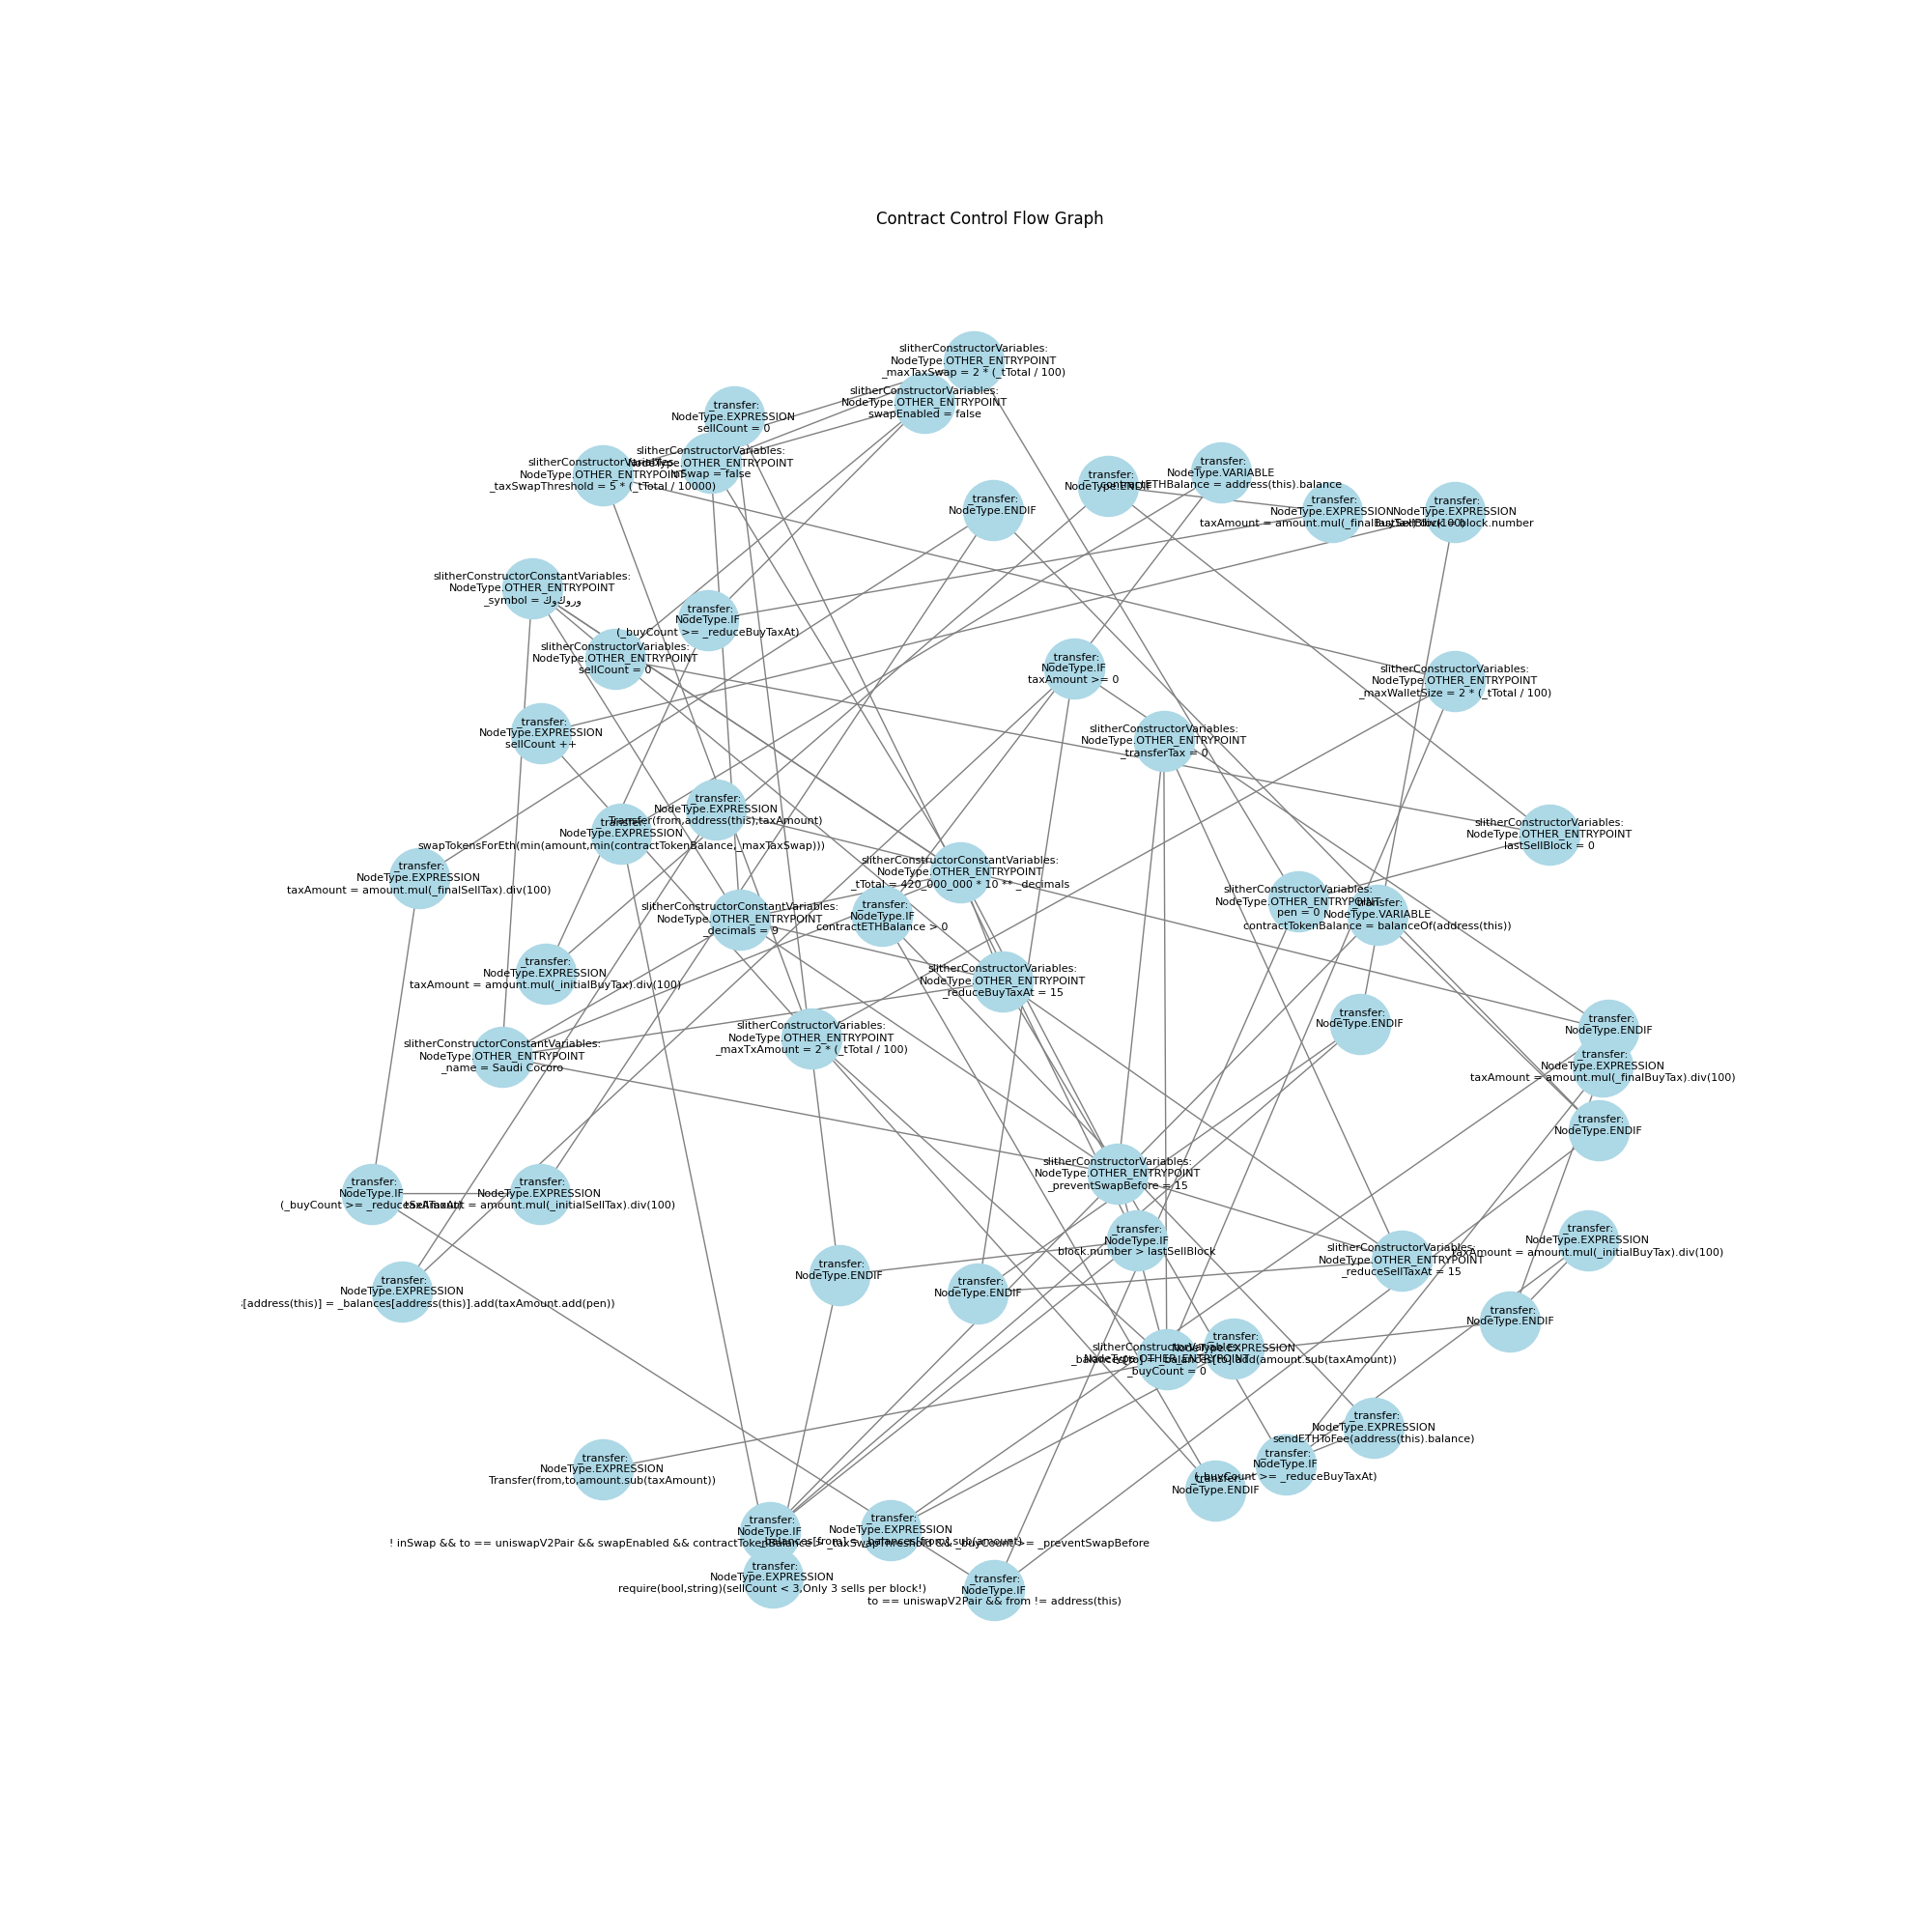 Contract Control Flow Graph
slitherConstructorVariables:
NodeType.OTHER_ENTRYPOINT
_maxTaxSwap = 2 * (_tTotal / 100)
slitherConstructorVariables:
NodeType.OTHER_ENTRYPOINT
swapEnabled = false
_transfer:
NodeType.EXPRESSION
sellCount = 0
slitherConstructorVariables:
NodeType.OTHER_ENTRYPOINT
inSwap = false
slitherConstructorVariables:
NodeType.OTHER_ENTRYPOINT
_taxSwapThreshold = 5 * (_tTotal / 10000)
_transfer:
NodeType.VARIABLE
contractETHBalance = address(this).balance
_transfer:
NodeType.ENDIF
_transfer:
NodeType.ENDIF
_transfer:
NodeType.EXPRESSION
taxAmount = amount.mul(_finalBuyTax).div(100)
_transfer:
NodeType.EXPRESSION
lastSellBlock = block.number
slitherConstructorConstantVariables:
NodeType.OTHER_ENTRYPOINT
_symbol = كوكورو
_transfer:
NodeType.IF
(_buyCount >= _reduceBuyTaxAt)
slitherConstructorVariables:
NodeType.OTHER_ENTRYPOINT
sellCount = 0
_transfer:
NodeType.IF
taxAmount >= 0
slitherConstructorVariables:
NodeType.OTHER_ENTRYPOINT
_maxWalletSize = 2 * (_tTotal / 100)
_transfer:
NodeType.EXPRESSION
sellCount ++
slitherConstructorVariables:
NodeType.OTHER_ENTRYPOINT
_transferTax = 0
_transfer:
NodeType.EXPRESSION
Transfer(from,address(this),taxAmount)
_transfer:
NodeType.EXPRESSION
swapTokensForEth(min(amount,min(contractTokenBalance,_maxTaxSwap)))
slitherConstructorVariables:
NodeType.OTHER_ENTRYPOINT
lastSellBlock = 0
_transfer:
NodeType.EXPRESSION
taxAmount = amount.mul(_finalSellTax).div(100)
slitherConstructorConstantVariables:
NodeType.OTHER_ENTRYPOINT
_tTotal = 420_000_000 * 10 ** _decimals
slitherConstructorVariables:
NodeType.OTHER_ENTRYPOINT
pen = 0
_transfer:
NodeType.VARIABLE
contractTokenBalance = balanceOf(address(this))
slitherConstructorConstantVariables:
NodeType.OTHER_ENTRYPOINT
_decimals = 9
_transfer:
NodeType.IF
contractETHBalance > 0
_transfer:
NodeType.EXPRESSION
taxAmount = amount.mul(_initialBuyTax).div(100)
slitherConstructorVariables:
NodeType.OTHER_ENTRYPOINT
_reduceBuyTaxAt = 15
_transfer:
NodeType.ENDIF
_transfer:
NodeType.ENDIF
slitherConstructorVariables:
NodeType.OTHER_ENTRYPOINT
_maxTxAmount = 2 * (_tTotal / 100)
slitherConstructorConstantVariables:
NodeType.OTHER_ENTRYPOINT
_name = Saudi Cocoro
_transfer:
NodeType.EXPRESSION
taxAmount = amount.mul(_finalBuyTax).div(100)
_transfer:
NodeType.ENDIF
slitherConstructorVariables:
NodeType.OTHER_ENTRYPOINT
_preventSwapBefore = 15
_transfer:
NodeType.IF
(_buyCount >= _reduceSellTaxAt)
_transfer:
NodeType.EXPRESSION
taxAmount = amount.mul(_initialSellTax).div(100)
_transfer:
NodeType.IF
block.number > lastSellBlock
_transfer:
NodeType.EXPRESSION
taxAmount = amount.mul(_initialBuyTax).div(100)
slitherConstructorVariables:
NodeType.OTHER_ENTRYPOINT
_reduceSellTaxAt = 15
_transfer:
NodeType.ENDIF
_transfer:
NodeType.EXPRESSION
[address(this)] = _balances[address(this)].add(taxAmount.add(pen))
_transfer:
NodeType.ENDIF
_transfer:
NodeType.ENDIF
_transfer:
NodeType.EXPRESSION
_balances[to] = _balances[to].add(amount.sub(taxAmount))
slitherConstructorVariables:
NodeType.OTHER_ENTRYPOINT
_buyCount = 0
_transfer:
NodeType.EXPRESSION
sendETHToFee(address(this).balance)
_transfer:
NodeType.IF
(_buyCount >= _reduceBuyTaxAt)
_transfer:
NodeType.EXPRESSION
Transfer(from,to,amount.sub(taxAmount))
_transfer:
NodeType.ENDIF
_transfer:
NodeType.IF
! inSwap && to == uniswapV2Pair && swapEnabled && contractTokenBalance > _taxSwapThreshold && _buyCount >= _preventSwapBefore
_transfer:
NodeType.EXPRESSION
_balances[from] = _balances[from].sub(amount)
_transfer:
NodeType.EXPRESSION
require(bool,string)(sellCount < 3,Only 3 sells per block!)
_transfer:
NodeType.IF
to == uniswapV2Pair && from != address(this)